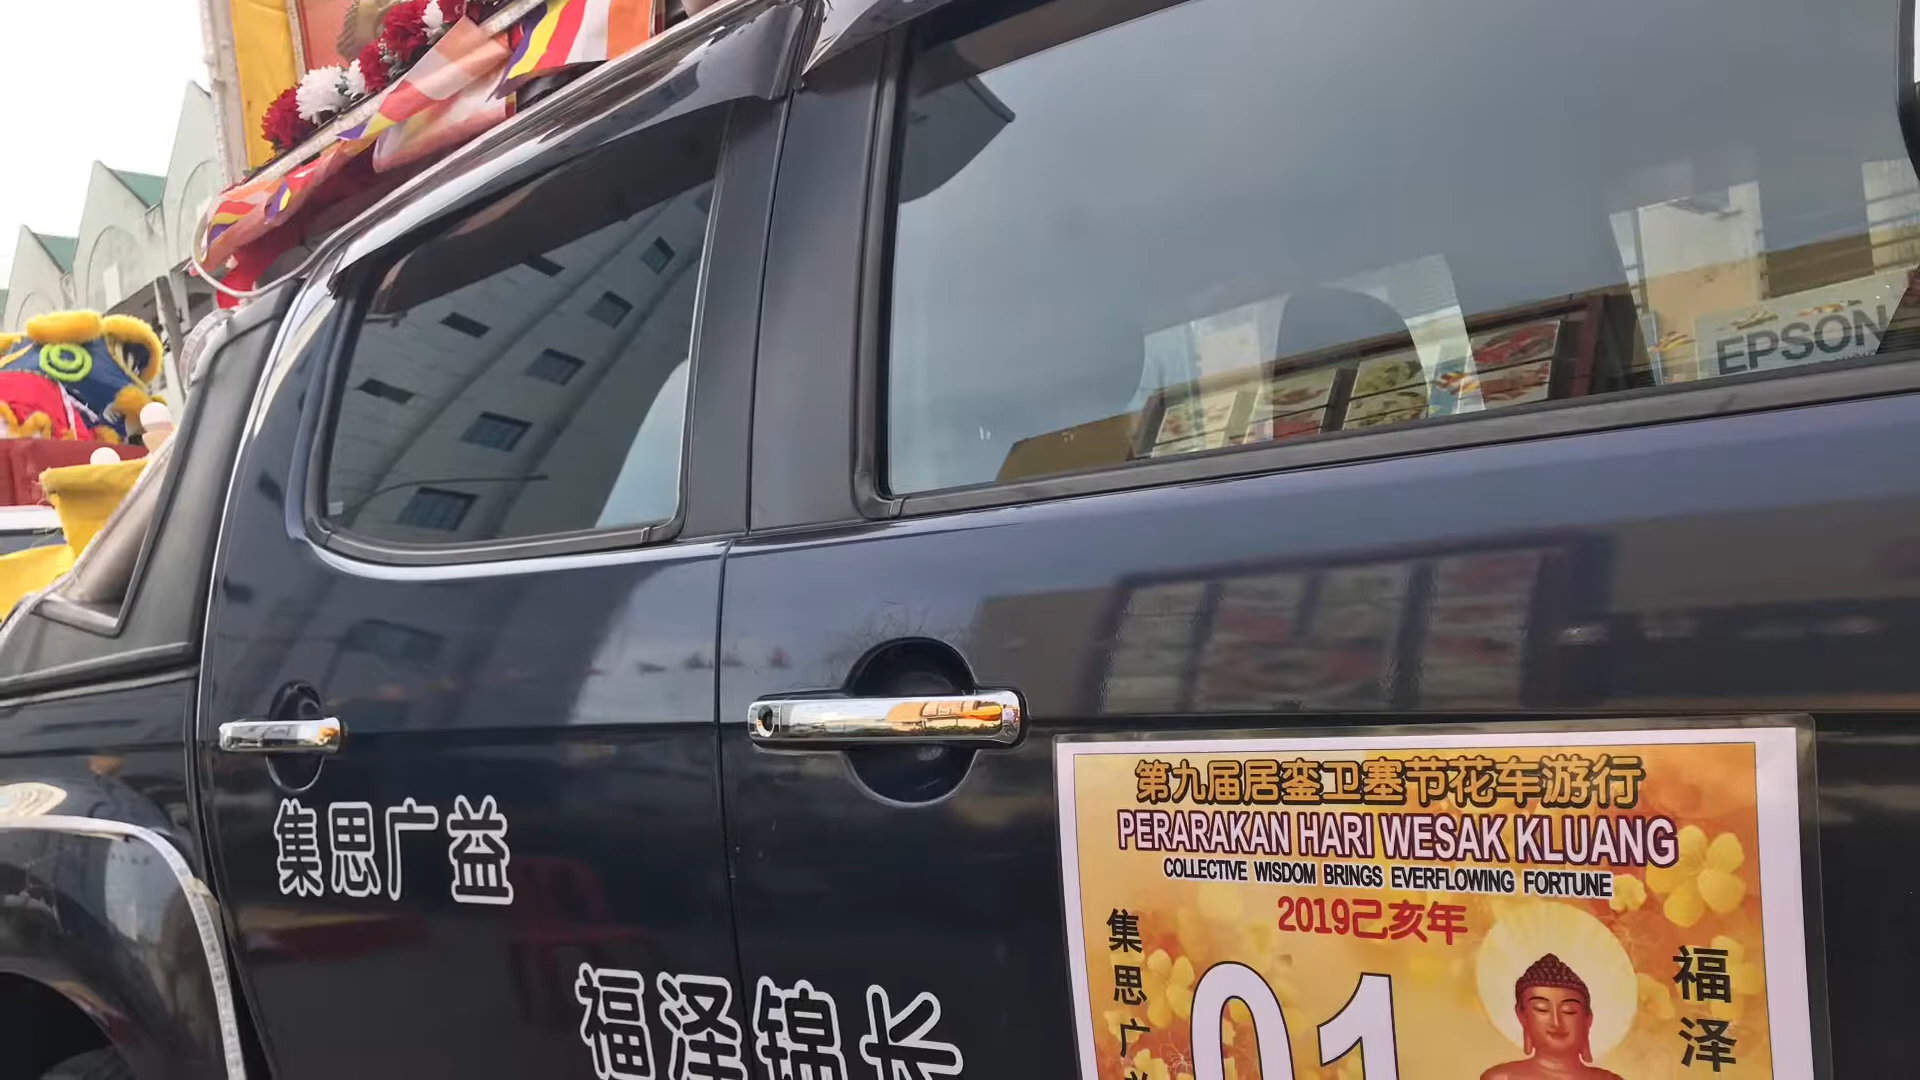 EPSON
集思广益
福泽锦长
第九届居銮卫塞节花车游行
PERARAKAN HARI WESAK KLUANG
COLLECTIVE WISDOM BRINGS EVERFLOWING FORTUNE
2019己亥年
集思广
01
福泽